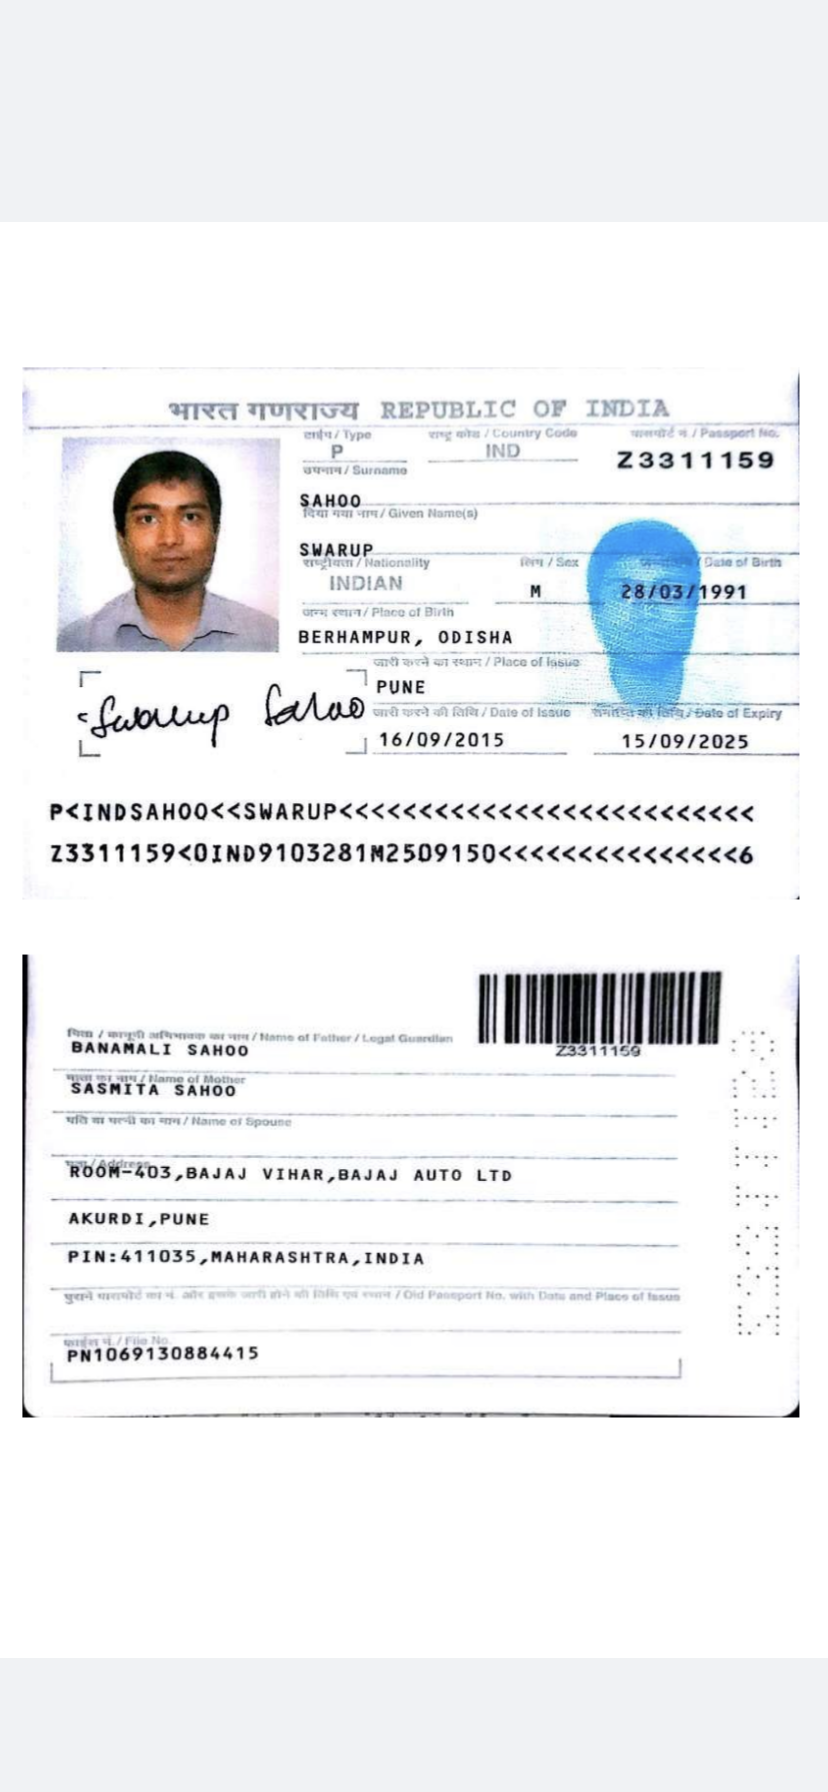 भारत गणराज्य REPUBLIC OF INDIA
टाईप / Type राष्ट्र कोड / Country Code पासपोर्ट नं. / Passport No.
P IND Z3311159
उपनाम / Surname
SAHOO
दिया गया नाम / Given Name(s)
SWARUP
राष्ट्रीयता / Nationality लिंग / Sex Date of Birth
INDIAN M 28/03/1991
जन्म स्थान / Place of Birth
BERHAMPUR, ODISHA
जारी करने का स्थान / Place of Issue
PUNE
Swarup Sahoo
जारी करने की तिथि / Date of Issue समाप्ति की तिथि / Date of Expiry
16/09/2015 15/09/2025
P<INDSAHOO<<SWARUP<<<<<<<<<<<<<<<<<<<<<<<<<<
Z3311159<0IND9103281M2509150<<<<<<<<<<<<<<<6
Z3311159
पिता / कानूनी अभिभावक का नाम / Name of Father / Legal Guardian
BANAMALI SAHOO
माता का नाम / Name of Mother
SASMITA SAHOO
पति या पत्नी का नाम / Name of Spouse
पता / Address
ROOM-403,BAJAJ VIHAR,BAJAJ AUTO LTD
AKURDI,PUNE
PIN:411035,MAHARASHTRA,INDIA
पुराने पासपोर्ट का नं. और इसके जारी होने की तिथि एवं स्थान / Old Passport No. with Date and Place of Issue
फाईल नं. / File No.
PN1069130884415